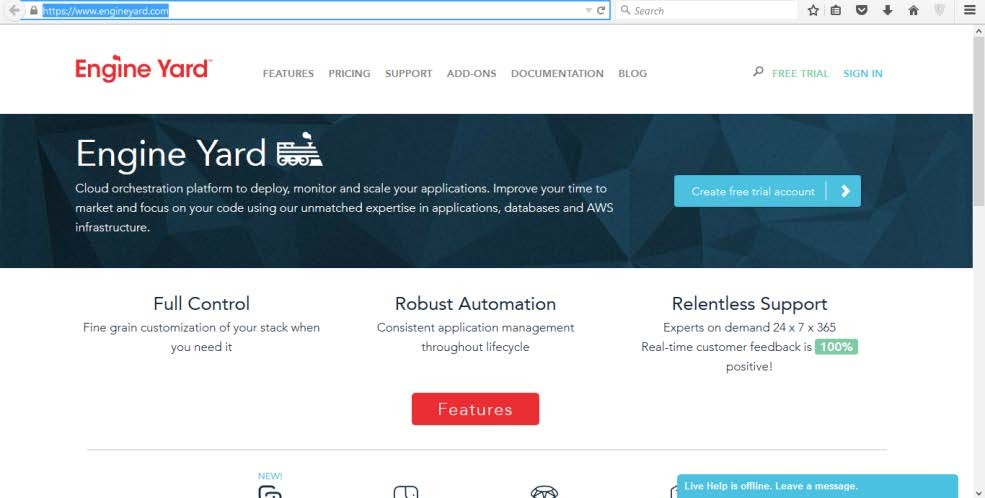 https://www.engineyard.com
Search
Engine Yard™
FEATURES PRICING SUPPORT ADD-ONS DOCUMENTATION BLOG
FREE TRIAL SIGN IN
Engine Yard
Cloud orchestration platform to deploy, monitor and scale your applications. Improve your time to
market and focus on your code using our unmatched expertise in applications, databases and AWS
infrastructure.
Create free trial account
Full Control
Fine grain customization of your stack when
you need it
Robust Automation
Consistent application management
throughout lifecycle
Relentless Support
Experts on demand 24 x 7 x 365
Real-time customer feedback is 100%
positive!
Features
NEW!
Live Help is offline. Leave a message.